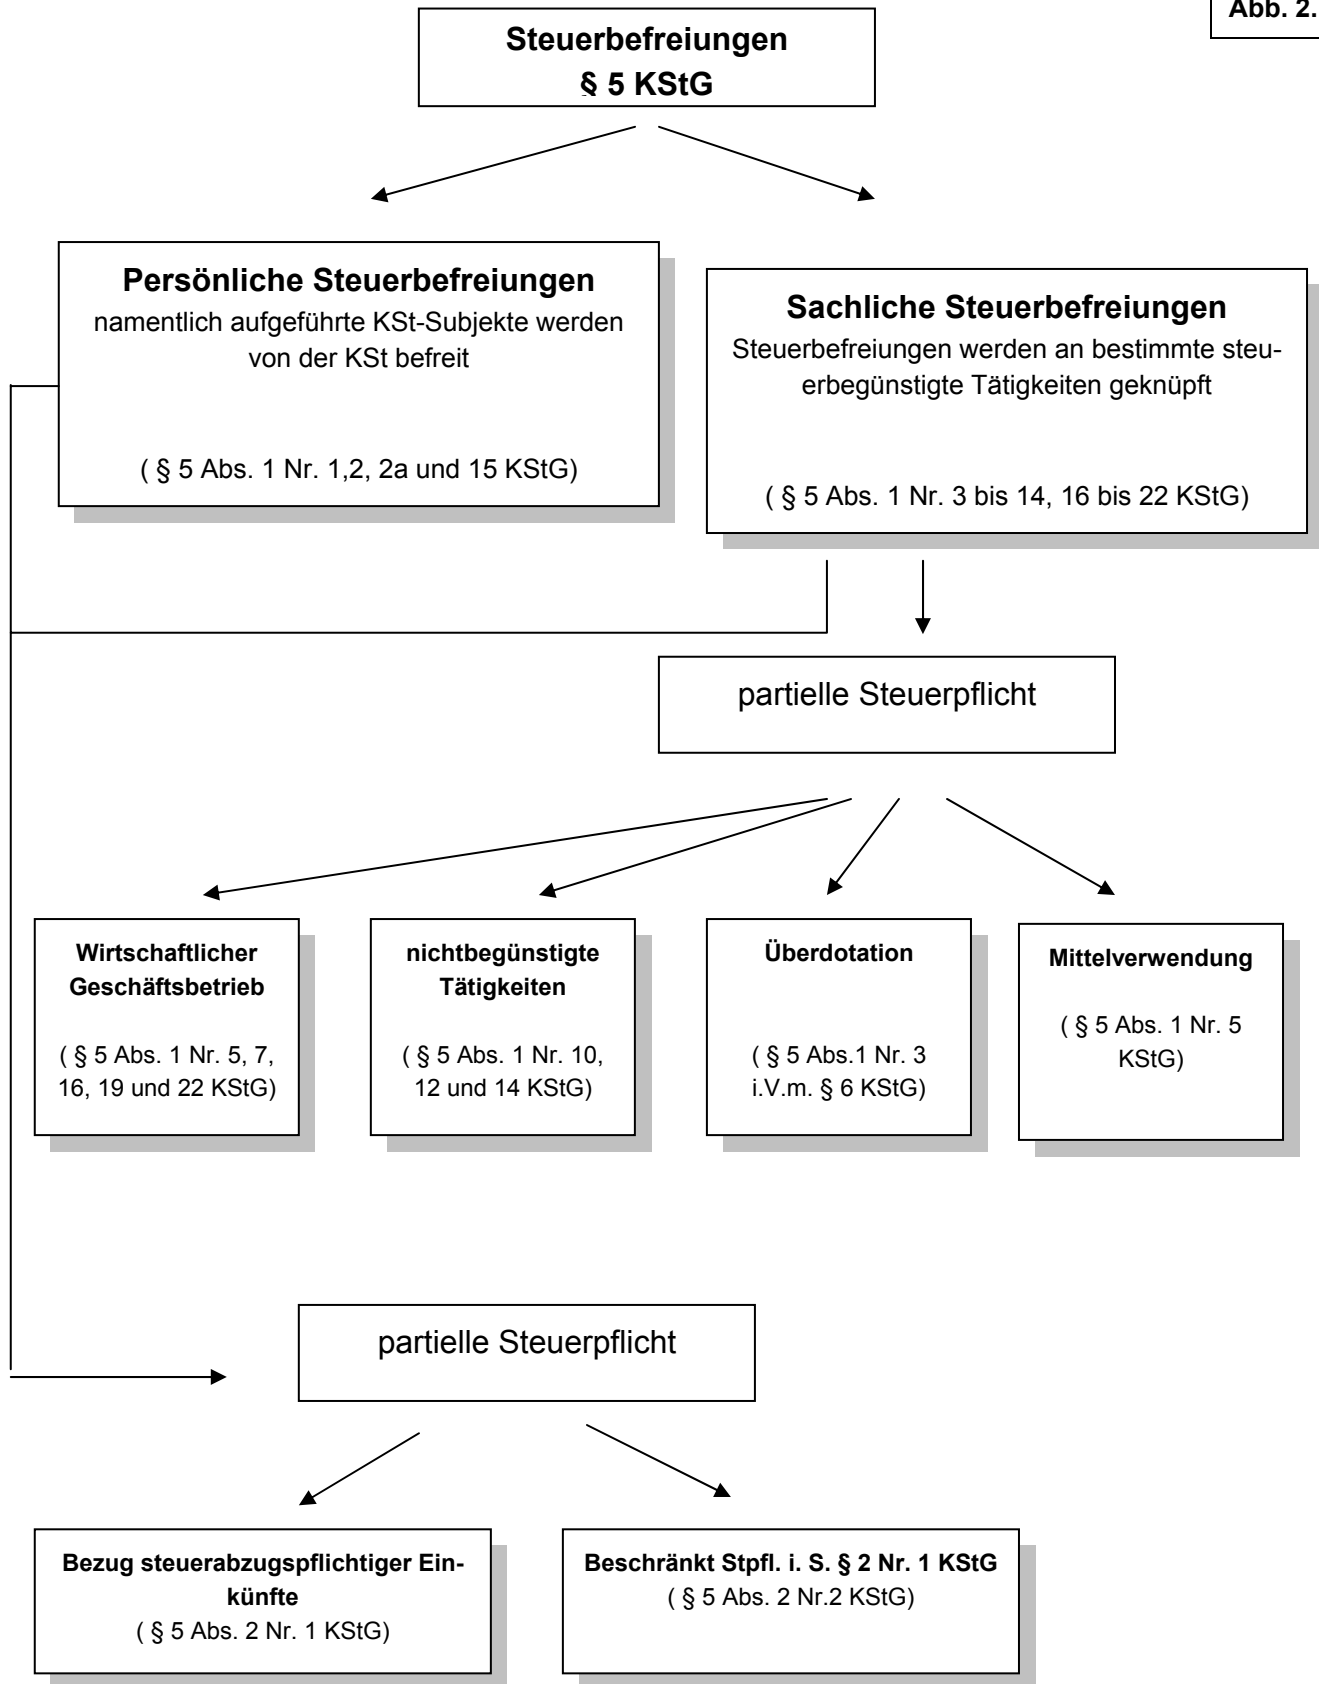 Abb. 2.
Steuerbefreiungen
§ 5 KStG
Persönliche Steuerbefreiungen
namentlich aufgeführte KSt-Subjekte werden
von der KSt befreit
( § 5 Abs. 1 Nr. 1,2, 2a und 15 KStG)
Sachliche Steuerbefreiungen
Steuerbefreiungen werden an bestimmte steu-
erbegünstigte Tätigkeiten geknüpft
( § 5 Abs. 1 Nr. 3 bis 14, 16 bis 22 KStG)
partielle Steuerpflicht
Wirtschaftlicher
Geschäftsbetrieb
( § 5 Abs. 1 Nr. 5, 7,
16, 19 und 22 KStG)
nichtbegünstigte
Tätigkeiten
( § 5 Abs. 1 Nr. 10,
12 und 14 KStG)
Überdotation
( § 5 Abs.1 Nr. 3
i.V.m. § 6 KStG)
Mittelverwendung
( § 5 Abs. 1 Nr. 5
KStG)
partielle Steuerpflicht
Bezug steuerabzugspflichtiger Ein-
künfte
( § 5 Abs. 2 Nr. 1 KStG)
Beschränkt Stpfl. i. S. § 2 Nr. 1 KStG
( § 5 Abs. 2 Nr.2 KStG)